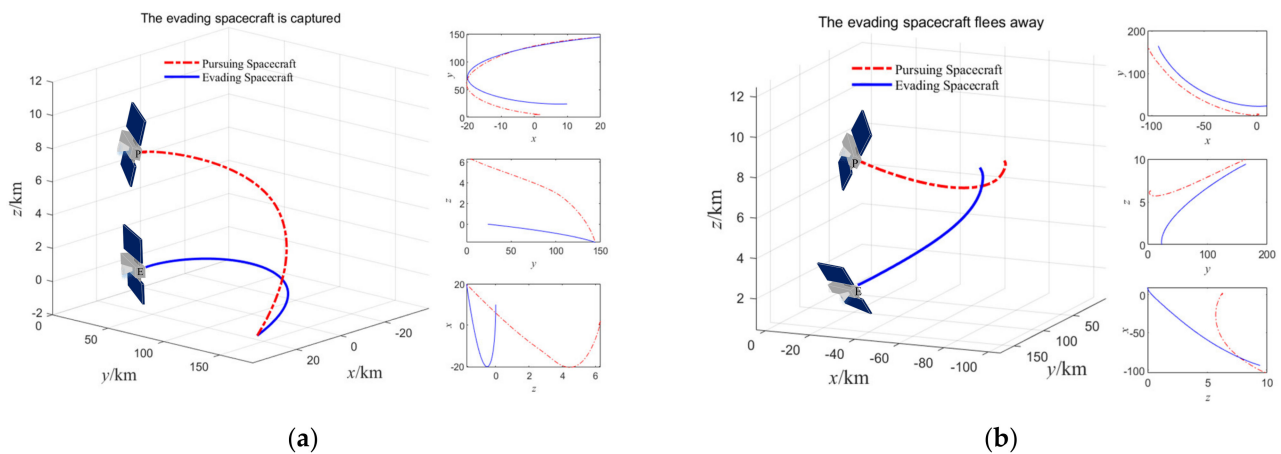 The evading spacecraft is captured
Pursuing Spacecraft
Evading Spacecraft
12
10
8
6
4
2
0
-2
z/km
P
E
0
50
100
150
y/km
20
0
-20
x/km
150
100
50
0
y
-20
-10
0
10
20
x
6
4
2
0
z
0
50
100
150
y
20
0
-20
x
0
2
4
6
z
(a)
The evading spacecraft flees away
Pursuing Spacecraft
Evading Spacecraft
12
10
8
6
4
2
z/km
P
E
0
-20
-40
-60
-80
-100
x/km
150
100
50
y/km
200
100
0
y
-100
-50
0
x
10
5
0
z
0
100
200
y
0
-50
-100
x
0
5
10
z
(b)